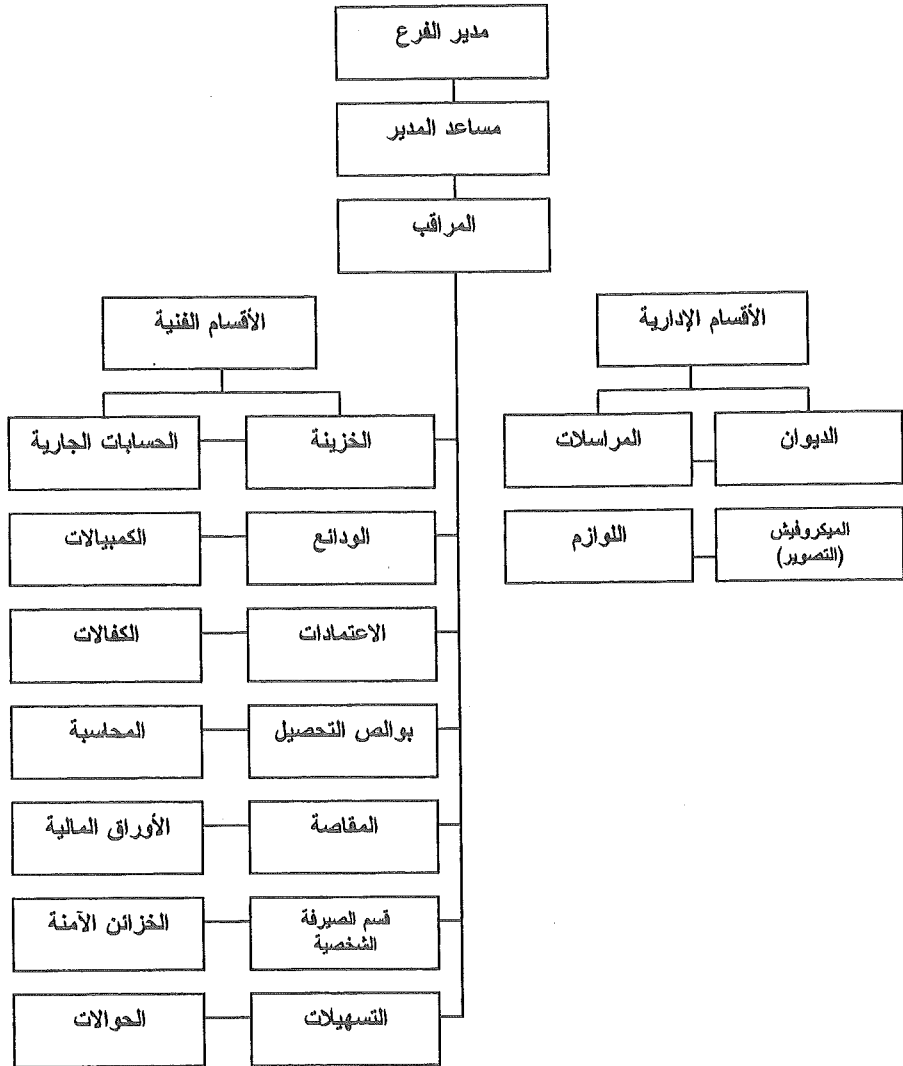 مدير الفرع
مساعد المدير
المراقب
الأقسام الإدارية
الأقسام الفنية
الديوان
المراسلات
الخزينة
الحسابات الجارية
الميكروفيش
(التصوير)
اللوازم
الودائع
الكمبيالات
الاعتمادات
الكفالات
بوالص التحصيل
المحاسبة
المقاصة
الأوراق المالية
قسم الصيرفة
الشخصية
الخزائن الآمنة
التسهيلات
الحوالات